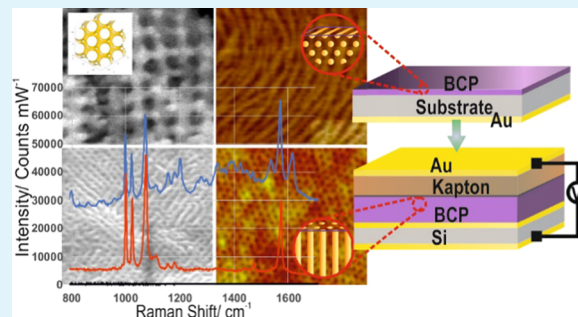 70000
60000
50000
40000
30000
20000
10000
0
Intensity/ Counts mW⁻¹
800
1000
1200
1400
1600
Raman Shift/ cm⁻¹
BCP
Substrate
Au
Au
Kapton
BCP
Si